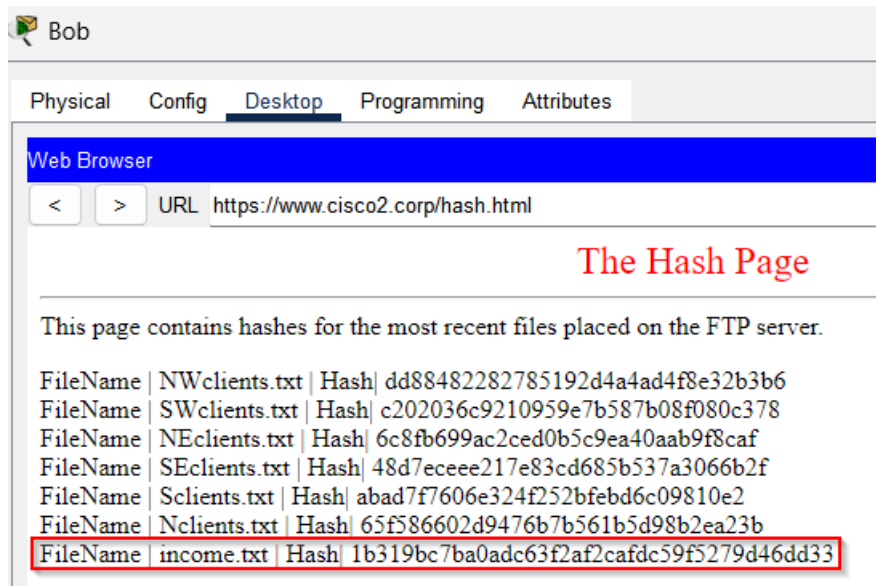 Bob
Physical Config Desktop Programming Attributes
Web Browser
< > URL https://www.cisco2.corp/hash.html
The Hash Page
This page contains hashes for the most recent files placed on the FTP server.
FileName | NWclients.txt | Hash| dd88482282785192d4a4ad4f8e32b3b6
FileName | SWclients.txt | Hash| c202036c9210959e7b587b08f080c378
FileName | NEclients.txt | Hash| 6c8fb699ac2ced0b5c9ea40aab9f8caf
FileName | SEclients.txt | Hash| 48d7eceee217e83cd685b537a3066b2f
FileName | Sclients.txt | Hash| abad7f7606e324f252bfebd6c09810e2
FileName | Nclients.txt | Hash| 65f586602d9476b7b561b5d98b2ea23b
FileName | income.txt | Hash| 1b319bc7ba0adc63f2af2cafdc59f5279d46dd33